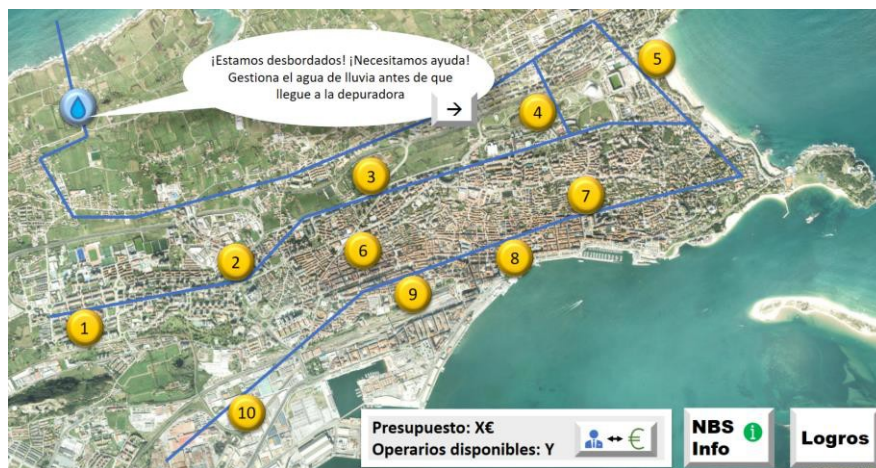 ¡Estamos desbordados! ¡Necesitamos ayuda!
Gestiona el agua de lluvia antes de que
llegue a la depuradora
→
5
4
3
7
2
6
8
9
1
10
Presupuesto: X€
Operarios disponibles: Y
↔ €
NBS
Info i
Logros